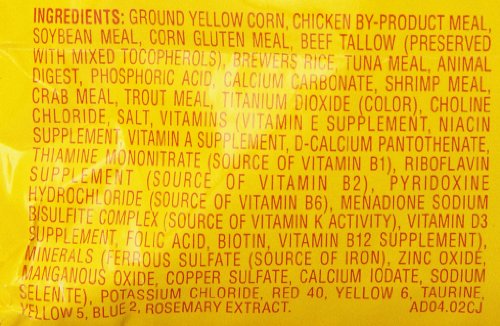 INGREDIENTS: GROUND YELLOW CORN, CHICKEN BY-PRODUCT MEAL,
SOYBEAN MEAL, CORN GLUTEN MEAL, BEEF TALLOW (PRESERVED
WITH MIXED TOCOPHEROLS), BREWERS RICE, TUNA MEAL, ANIMAL
DIGEST, PHOSPHORIC ACID, CALCIUM CARBONATE, SHRIMP MEAL,
CRAB MEAL, TROUT MEAL, TITANIUM DIOXIDE (COLOR), CHOLINE
CHLORIDE, SALT, VITAMINS (VITAMIN E SUPPLEMENT, NIACIN
SUPPLEMENT, VITAMIN A SUPPLEMENT, D-CALCIUM PANTOTHENATE,
THIAMINE MONONITRATE (SOURCE OF VITAMIN B1), RIBOFLAVIN
SUPPLEMENT (SOURCE OF VITAMIN B2), PYRIDOXINE
HYDROCHLORIDE (SOURCE OF VITAMIN B6), MENADIONE SODIUM
BISULFITE COMPLEX (SOURCE OF VITAMIN K ACTIVITY), VITAMIN D3
SUPPLEMENT, FOLIC ACID, BIOTIN, VITAMIN B12 SUPPLEMENT),
MINERALS (FERROUS SULFATE (SOURCE OF IRON), ZINC OXIDE,
MANGANOUS OXIDE, COPPER SULFATE, CALCIUM IODATE, SODIUM
SELENITE), POTASSIUM CHLORIDE, RED 40, YELLOW 6, TAURINE,
YELLOW 5, BLUE 2, ROSEMARY EXTRACT. AD04.02CJ